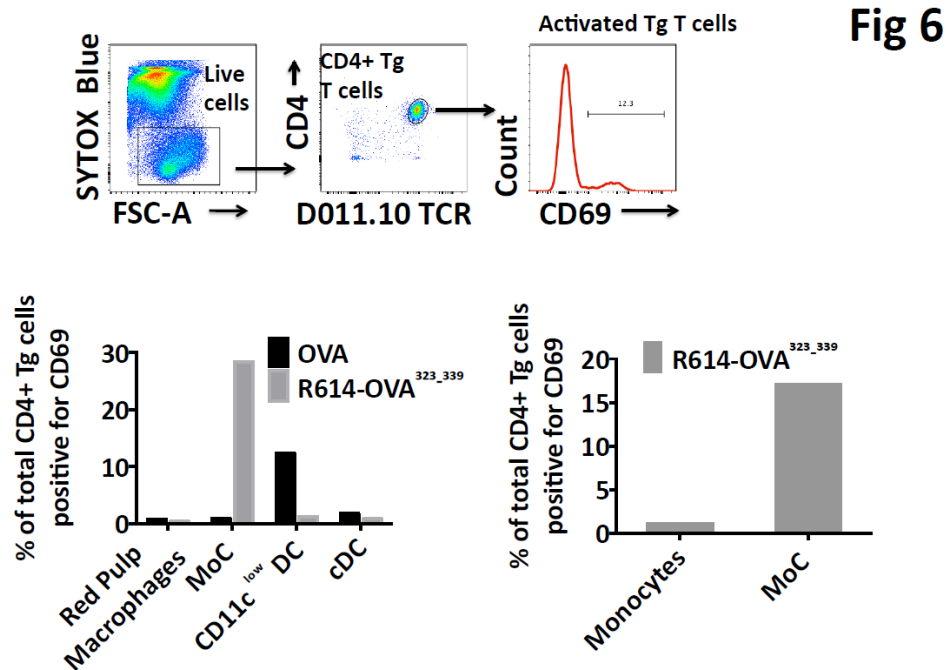 Fig 6
Activated Tg T cells
SYTOX Blue
Live
cells
FSC-A
CD4
CD4+ Tg
T cells
D011.10 TCR
Count
12.3
CD69
% of total CD4+ Tg cells
positive for CD69
30
20
10
0
OVA
R614-OVA³²³_³³⁹
Red Pulp
Macrophages
MoC
CD11c ˡᵒʷ DC
cDC
% of total CD4+ Tg cells
positive for CD69
20
15
10
5
0
R614-OVA³²³_³³⁹
Monocytes
MoC